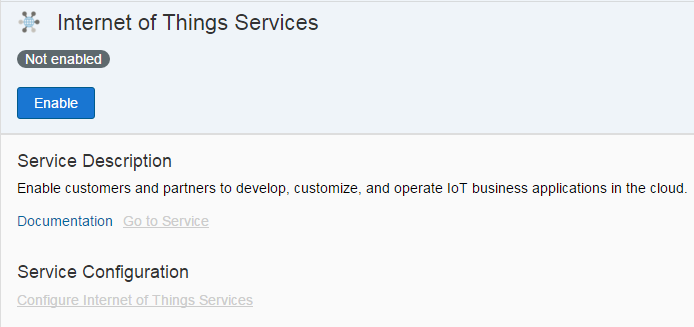 Internet of Things Services
Not enabled
Enable
Service Description
Enable customers and partners to develop, customize, and operate IoT business applications in the cloud.
Documentation Go to Service
Service Configuration
Configure Internet of Things Services